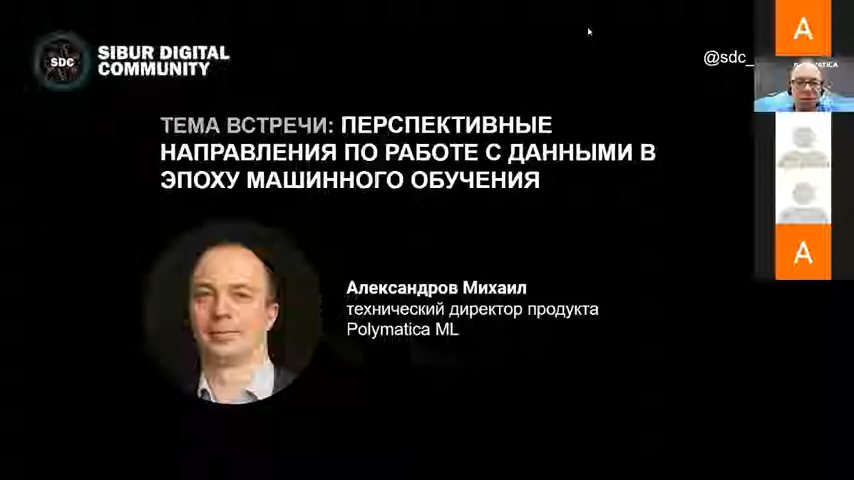 SDC
SIBUR DIGITAL
COMMUNITY
@sdc_
ТЕМА ВСТРЕЧИ: ПЕРСПЕКТИВНЫЕ
НАПРАВЛЕНИЯ ПО РАБОТЕ С ДАННЫМИ В
ЭПОХУ МАШИННОГО ОБУЧЕНИЯ
Александров Михаил
технический директор продукта
Polymatica ML
A
A